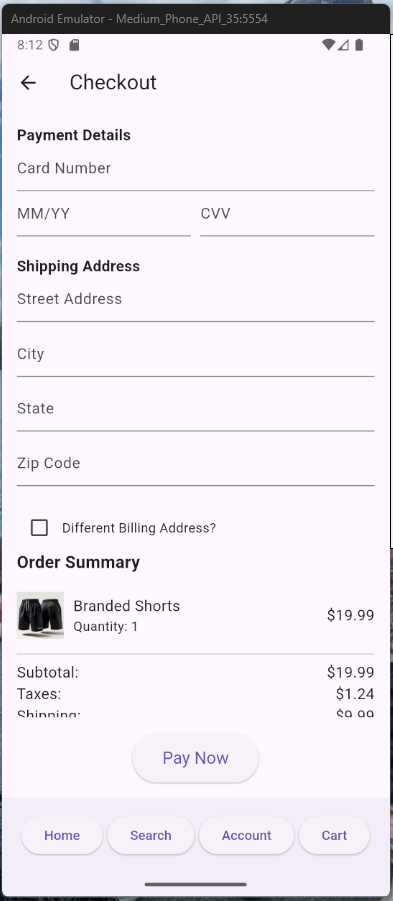 Android Emulator - Medium_Phone_API_35:5554
8:12
Checkout
Payment Details
Card Number
MM/YY CVV
Shipping Address
Street Address
City
State
Zip Code
Different Billing Address?
Order Summary
Branded Shorts
$19.99
Quantity: 1
Subtotal: $19.99
Taxes: $1.24
Shipping: $9.99
Pay Now
Home Search Account Cart